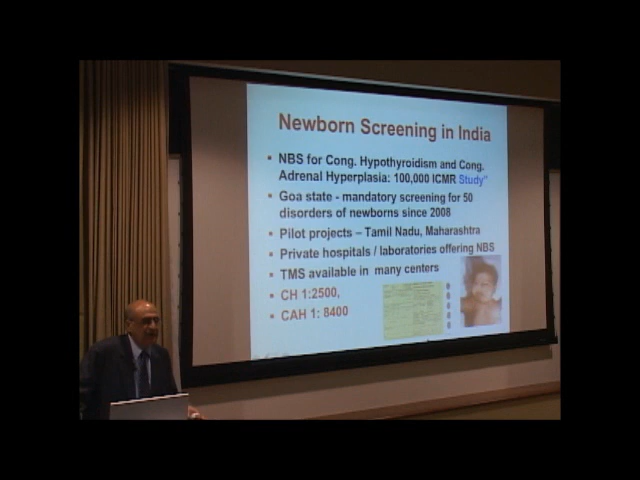 Newborn Screening in India
▪ NBS for Cong. Hypothyroidism and Cong.
Adrenal Hyperplasia: 100,000 ICMR Study"
▪ Goa state - mandatory screening for 50
disorders of newborns since 2008
▪ Pilot projects – Tamil Nadu, Maharashtra
▪ Private hospitals / laboratories offering NBS
▪ TMS available in many centers
▪ CH 1:2500,
▪ CAH 1: 8400